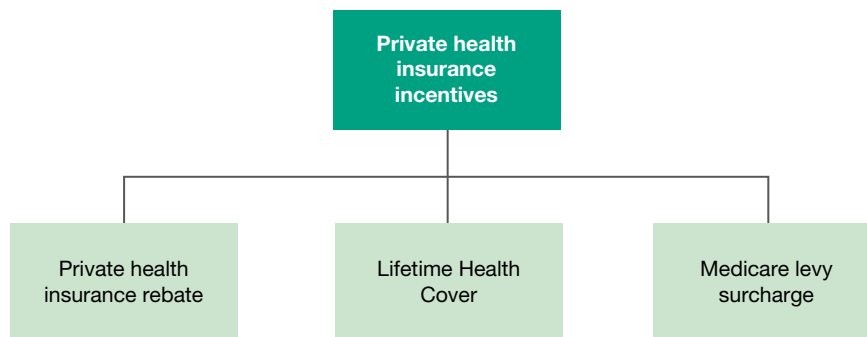 Private health
insurance
incentives
Private health
insurance rebate
Lifetime Health
Cover
Medicare levy
surcharge